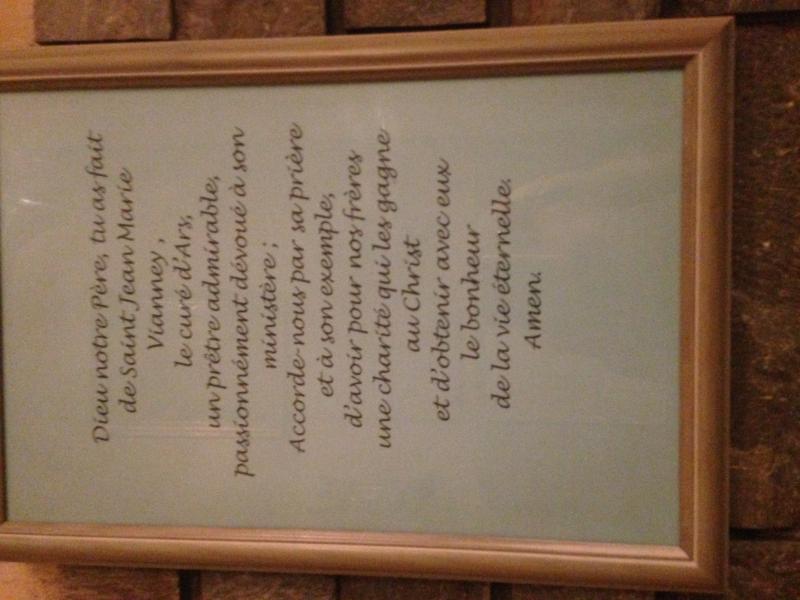 Dieu notre Père, tu as fait
de Saint Jean Marie
Vianney ,
le curé d'Ars,
un prêtre admirable,
passionnément dévoué à son
ministère ;
Accorde-nous par sa prière
et à son exemple,
d'avoir pour nos frères
une charité qui les gagne
au Christ
et d'obtenir avec eux
le bonheur
de la vie éternelle.
Amen.